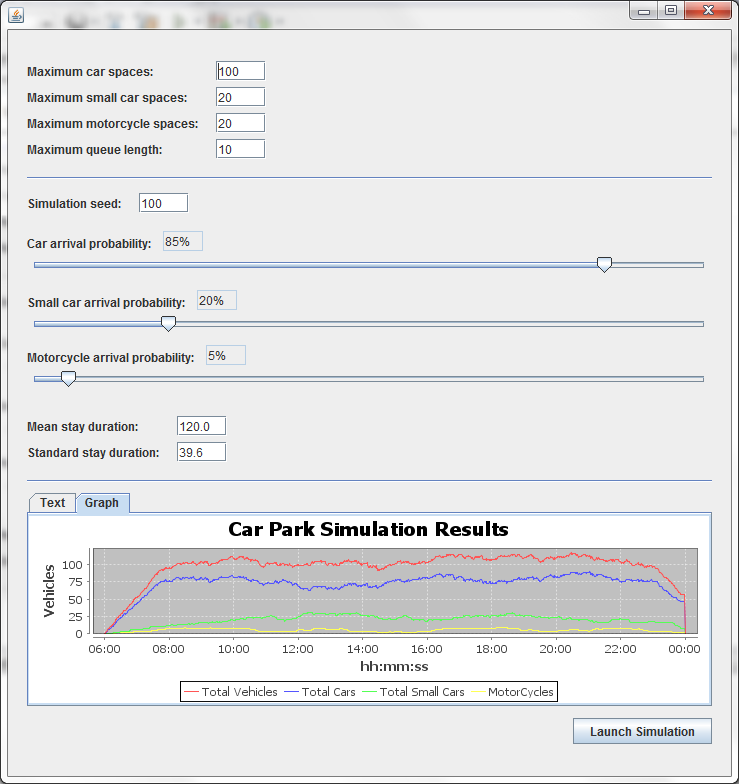 Maximum car spaces: 100
Maximum small car spaces: 20
Maximum motorcycle spaces: 20
Maximum queue length: 10
Simulation seed: 100
Car arrival probability: 85%
Small car arrival probability: 20%
Motorcycle arrival probability: 5%
Mean stay duration: 120.0
Standard stay duration: 39.6
Text Graph
Car Park Simulation Results
Vehicles
100
75
50
25
0
06:00 08:00 10:00 12:00 14:00 16:00 18:00 20:00 22:00 00:00
hh:mm:ss
Total Vehicles Total Cars Total Small Cars MotorCycles
Launch Simulation